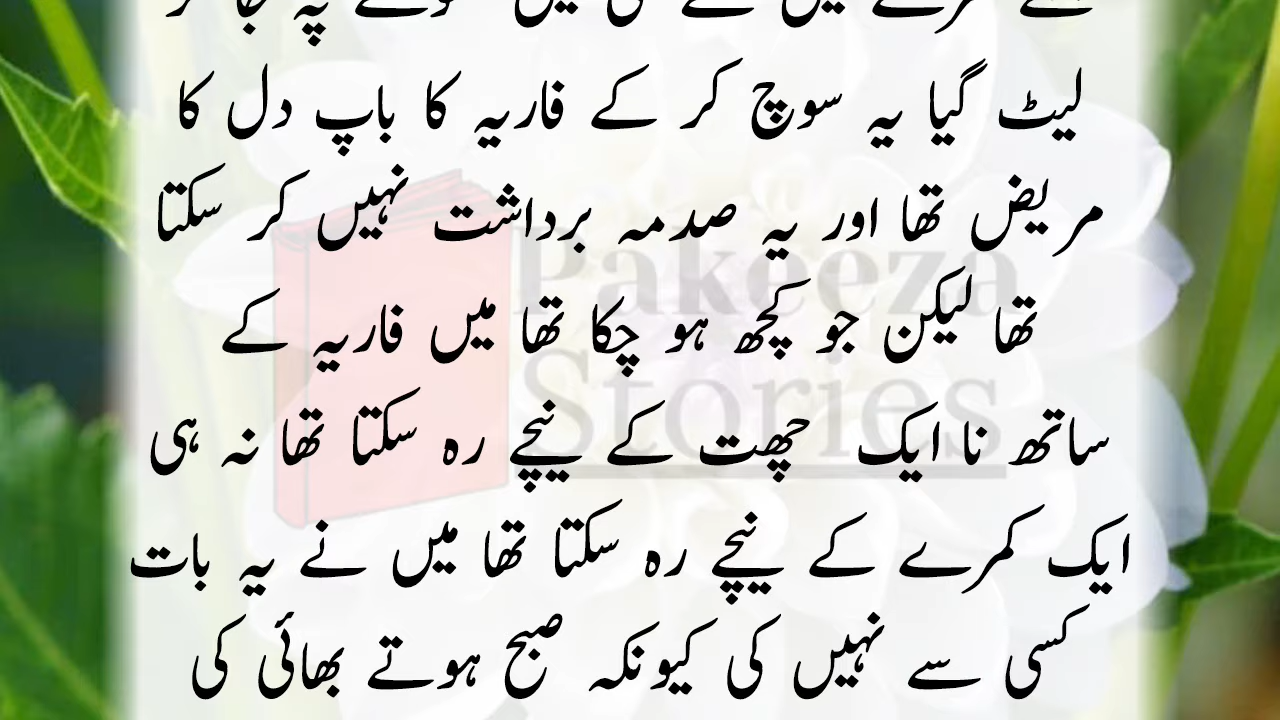 لیٹ گیا یہ سوچ کر کے فاریہ کا باپ دل کا
مریض تھا اور یہ صدمہ برداشت نہیں کر سکتا
تھا لیکن جو کچھ ہو چکا تھا میں فاریہ کے
ساتھ نا ایک چھت کے نیچے رہ سکتا تھا نہ ہی
ایک کمرے کے نیچے رہ سکتا تھا میں نے یہ بات
کسی سے نہیں کی کیونکہ صبح ہوتے بھائی کی
Pakeeza
Stories